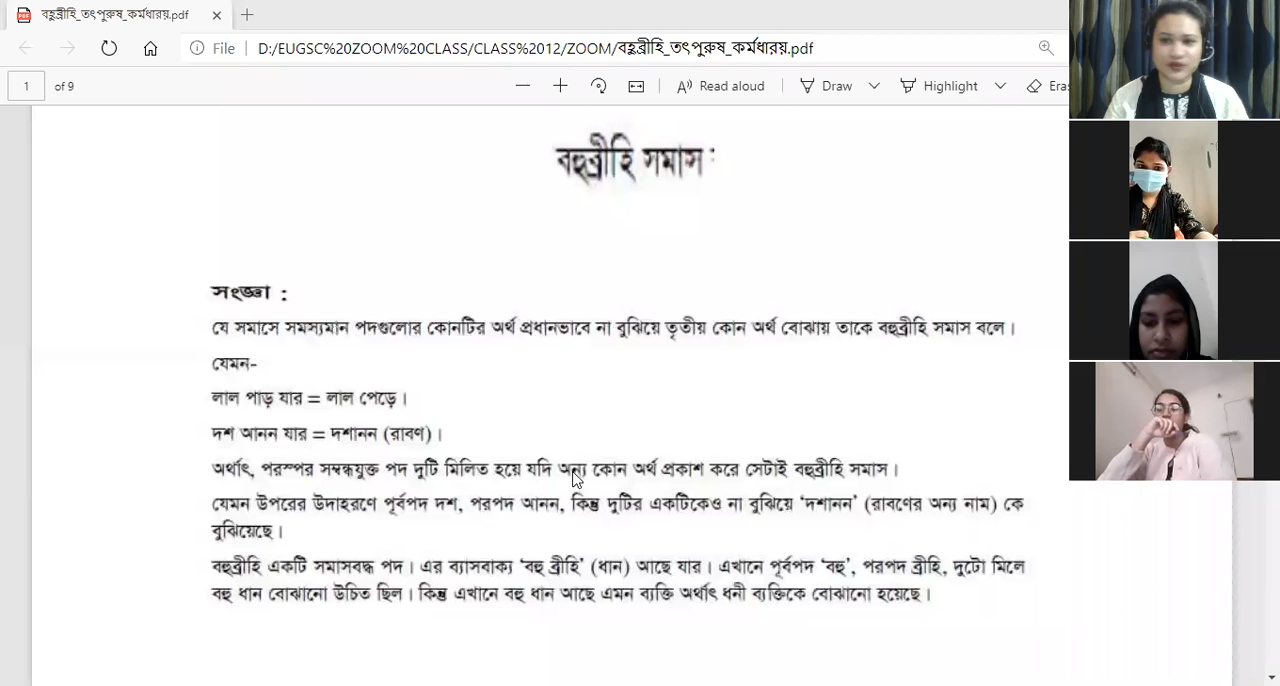 বহুব্রীহি_তৎপুরুষ_কর্মধারয়.pdf
File D:/EUGSC%20ZOOM%20CLASS/CLASS%2012/ZOOM/বহুব্রীহি_তৎপুরুষ_কর্মধারয়.pdf
1 of 9 Read aloud Draw Highlight Eras
বহুব্রীহি সমাস :
সংজ্ঞা :
যে সমাসে সমস্যমান পদগুলোর কোনটির অর্থ প্রধানভাবে না বুঝিয়ে তৃতীয় কোন অর্থ বোঝায় তাকে বহুব্রীহি সমাস বলে।
যেমন-
লাল পাড় যার = লাল পেড়ে।
দশ আনন যার = দশানন (রাবণ)।
অর্থাৎ, পরস্পর সম্বন্ধযুক্ত পদ দুটি মিলিত হয়ে যদি অন্য কোন অর্থ প্রকাশ করে সেটাই বহুব্রীহি সমাস।
যেমন উপরের উদাহরণে পূর্বপদ দশ, পরপদ আনন, কিন্তু দুটির একটিকেও না বুঝিয়ে ‘দশানন’ (রাবণের অন্য নাম) কে
বুঝিয়েছে।
বহুব্রীহি একটি সমাসবদ্ধ পদ। এর ব্যাসবাক্য ‘বহু ব্রীহি’ (ধান) আছে যার। এখানে পূর্বপদ ‘বহু’, পরপদ ব্রীহি, দুটো মিলে
বহু ধান বোঝানো উচিত ছিল। কিন্তু এখানে বহু ধান আছে এমন ব্যক্তি অর্থাৎ ধনী ব্যক্তিকে বোঝানো হয়েছে।